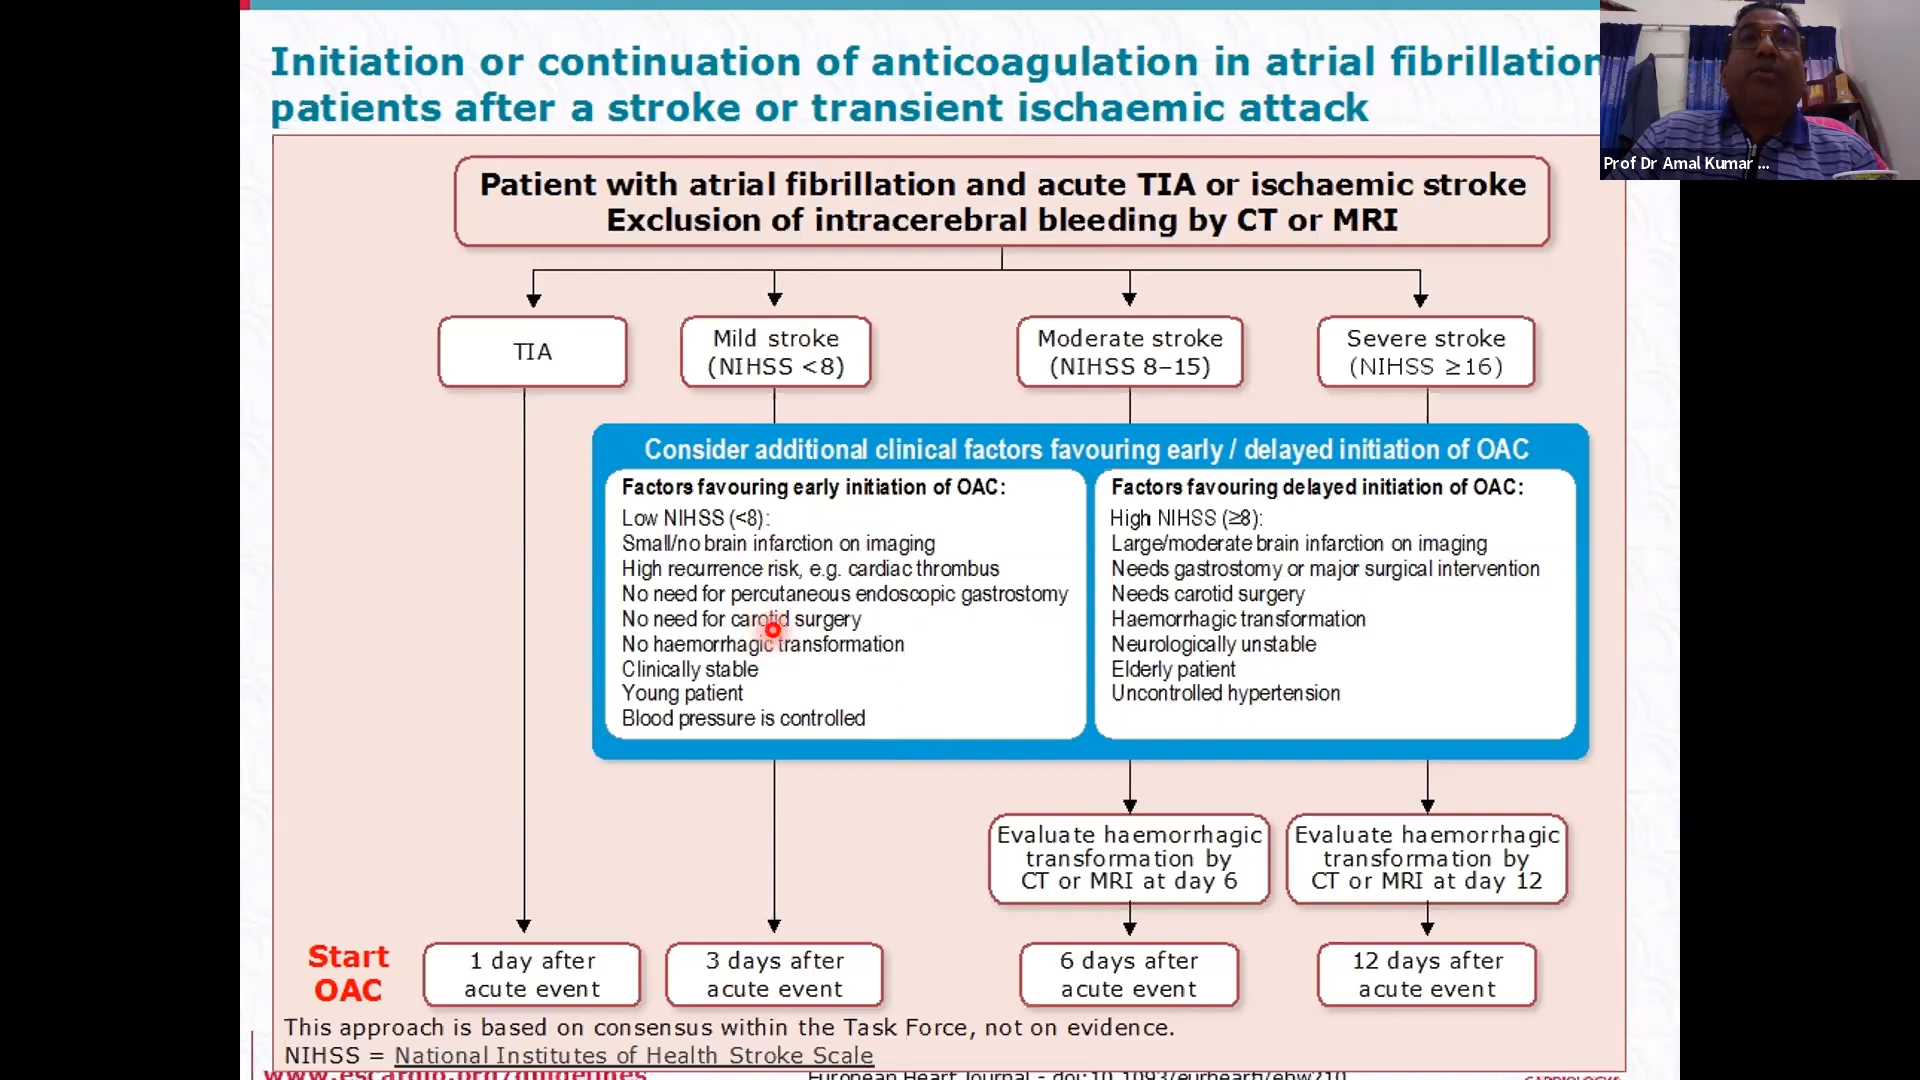 Initiation or continuation of anticoagulation in atrial fibrillation
patients after a stroke or transient ischaemic attack
Prof Dr Amal Kumar ...
Patient with atrial fibrillation and acute TIA or ischaemic stroke
Exclusion of intracerebral bleeding by CT or MRI
TIA
Mild stroke
(NIHSS <8)
Moderate stroke
(NIHSS 8–15)
Severe stroke
(NIHSS ≥16)
Consider additional clinical factors favouring early / delayed initiation of OAC
Factors favouring early initiation of OAC:
Low NIHSS (<8):
Small/no brain infarction on imaging
High recurrence risk, e.g. cardiac thrombus
No need for percutaneous endoscopic gastrostomy
No need for carotid surgery
No haemorrhagic transformation
Clinically stable
Young patient
Blood pressure is controlled
Factors favouring delayed initiation of OAC:
High NIHSS (≥8):
Large/moderate brain infarction on imaging
Needs gastrostomy or major surgical intervention
Needs carotid surgery
Haemorrhagic transformation
Neurologically unstable
Elderly patient
Uncontrolled hypertension
Evaluate haemorrhagic
transformation by
CT or MRI at day 6
Evaluate haemorrhagic
transformation by
CT or MRI at day 12
Start
OAC
1 day after
acute event
3 days after
acute event
6 days after
acute event
12 days after
acute event
This approach is based on consensus within the Task Force, not on evidence.
NIHSS = National Institutes of Health Stroke Scale
www.escardio.org/guidelines
European Heart Journal - doi:10.1093/eurheartj/ehw210
CARDIOLOGY®